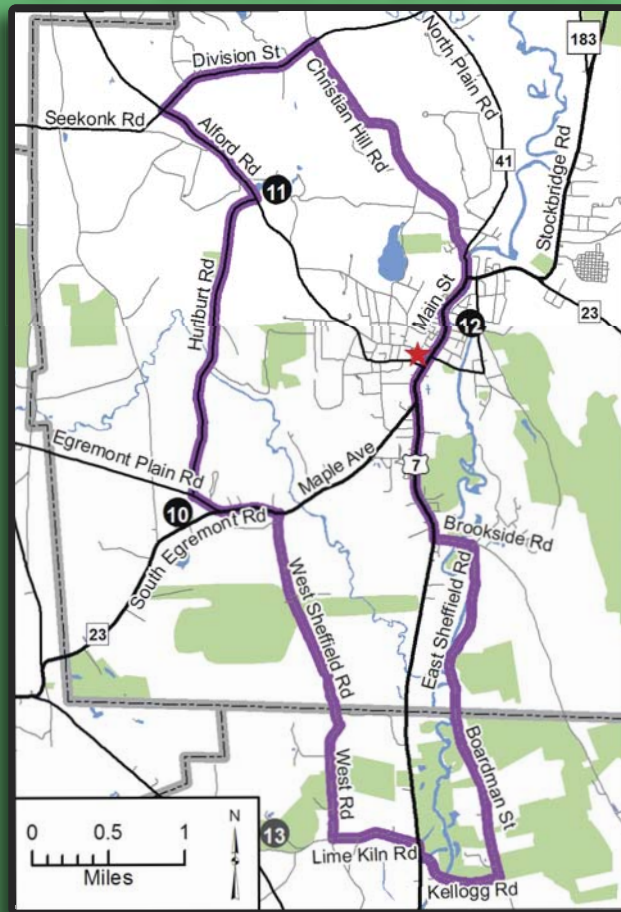 North Plain Rd
183
Division St
Christian Hill Rd
Seekonk Rd
Alford Rd
41
Stockbridge Rd
11
Hurlburt Rd
Main St
12
23
Egremont Plain Rd
Maple Ave
7
10
South Egremont Rd
Brookside Rd
West Sheffield Rd
East Sheffield Rd
23
Boardman St
West Rd
N
0 0.5 1
Miles
13
Lime Kiln Rd
Kellogg Rd